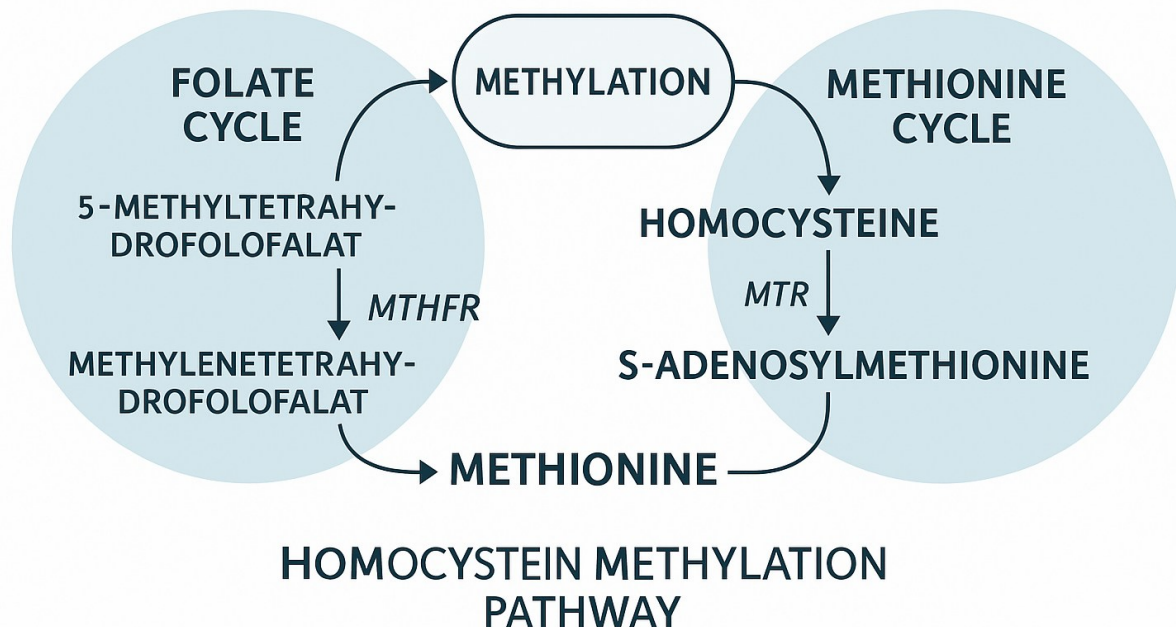 FOLATE
CYCLE
METHYLATION
METHIONINE
CYCLE
5-METHYLTETRAHY-
DROFOLOFALAT
HOMOCYSTEINE
MTHFR
MTR
METHYLENETETRAHY-
DROFOLOFALAT
S-ADENOSYLMETHIONINE
METHIONINE
HOMOCYSTEIN METHYLATION
PATHWAY